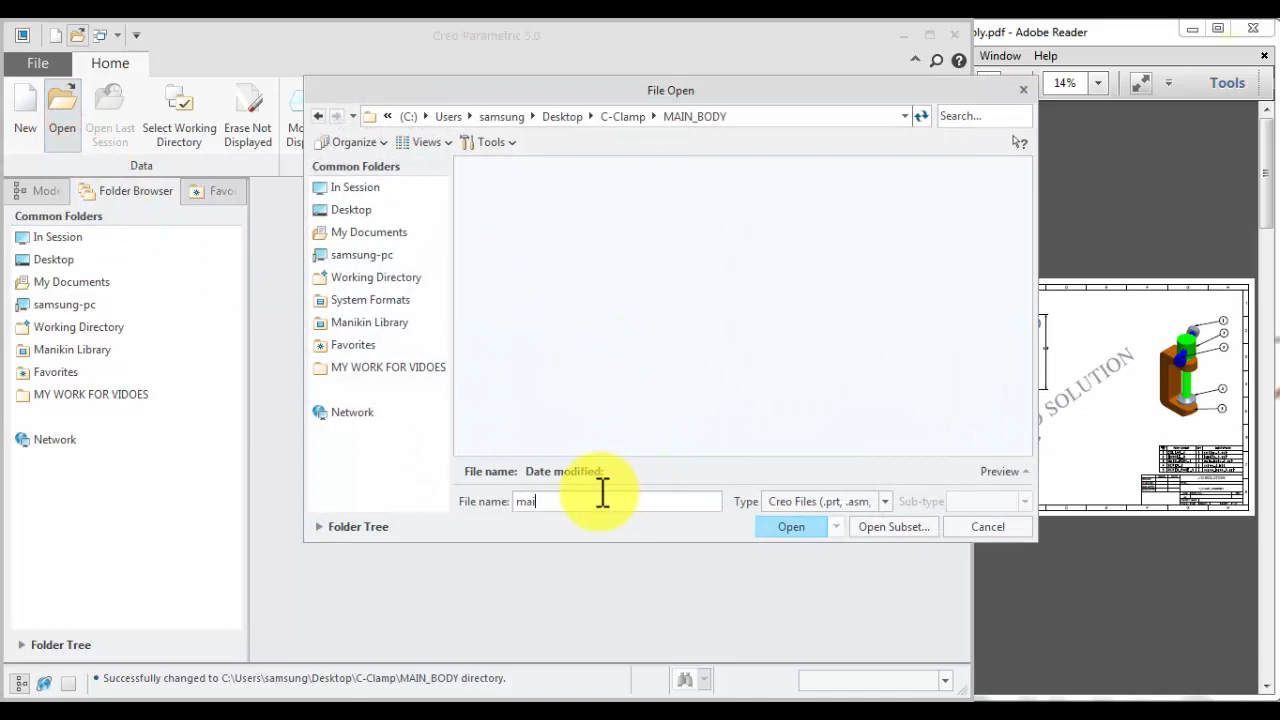 Creo Parametric 5.0
ly.pdf - Adobe Reader
File
Home
Window
Help
14%
Tools
New
Open
Open Last Session
Select Working Directory
Erase Not Displayed
Data
File Open
« (C:) Users samsung Desktop C-Clamp MAIN_BODY
Search...
Organize
Views
Tools
Folder Browser
Common Folders
In Session
Desktop
My Documents
samsung-pc
Working Directory
Manikin Library
Favorites
MY WORK FOR VIDOES
Network
Folder Tree
Common Folders
In Session
Desktop
My Documents
samsung-pc
Working Directory
System Formats
Manikin Library
Favorites
MY WORK FOR VIDOES
Network
Folder Tree
File name:
Date modified:
Preview
File name: mai
Type
Creo Files (.prt, .asm,
Sub-type
Open
Open Subset...
Cancel
SOLUTION
• Successfully changed to C:\Users\samsung\Desktop\C-Clamp\MAIN_BODY directory.